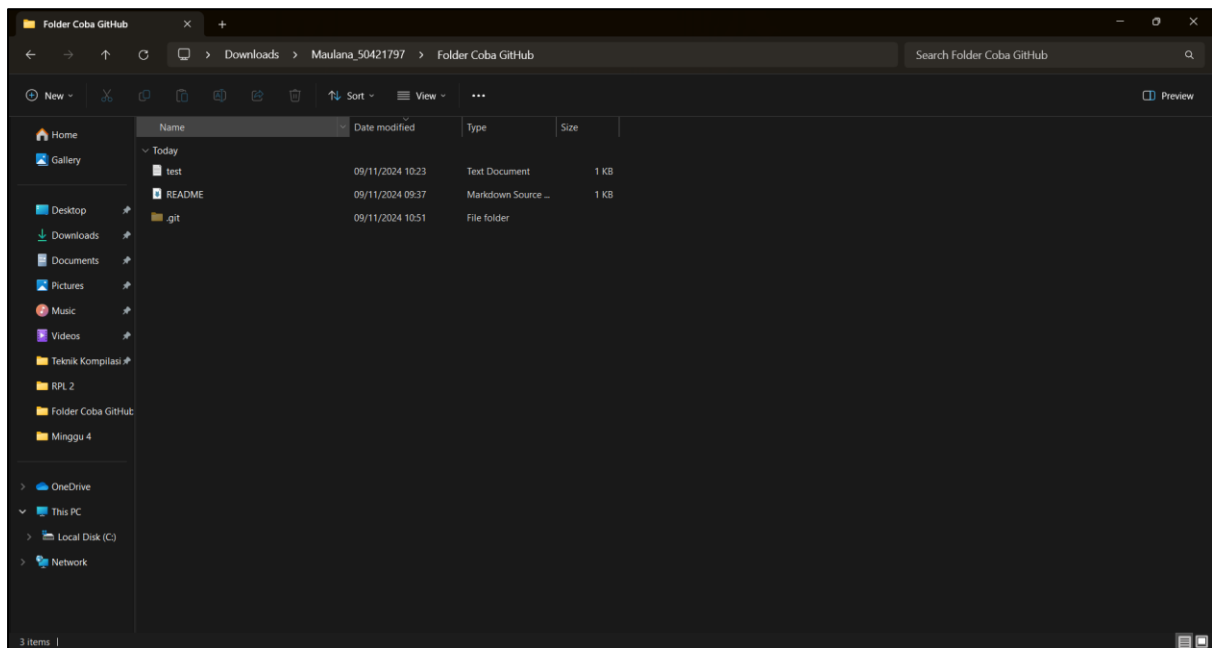 Folder Coba GitHub
Downloads > Maulana_50421797 > Folder Coba GitHub
Search Folder Coba GitHub
New
Sort
View
Preview
Name Date modified Type Size
Today
test 09/11/2024 10:23 Text Document 1 KB
README 09/11/2024 09:37 Markdown Source ... 1 KB
.git 09/11/2024 10:51 File folder
Home
Gallery
Desktop
Downloads
Documents
Pictures
Music
Videos
Teknik Kompilasi
RPL 2
Folder Coba GitHub
Minggu 4
OneDrive
This PC
Local Disk (C:)
Network
3 items